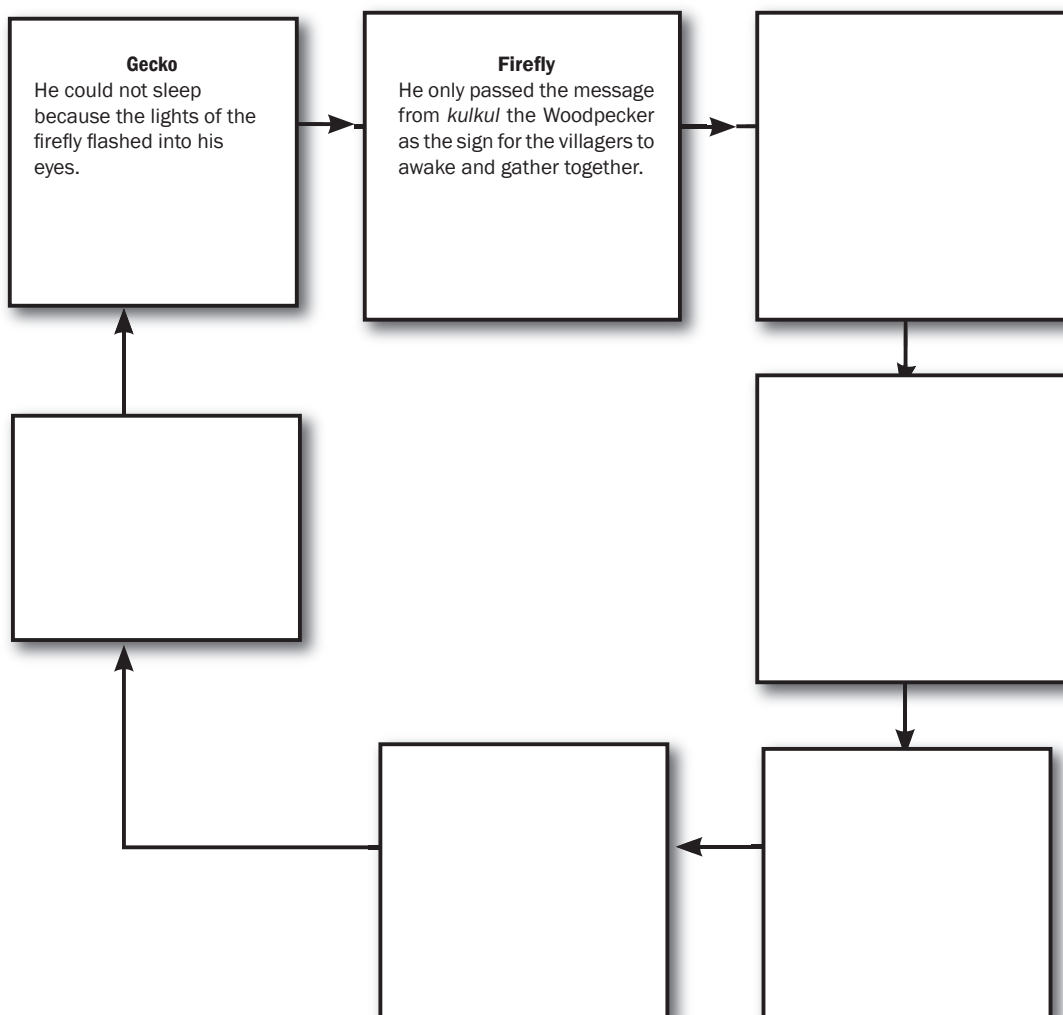 Gecko
He could not sleep
because the lights of the
firefly flashed into his
eyes.
Firefly
He only passed the message
from kulkul the Woodpecker
as the sign for the villagers to
awake and gather together.